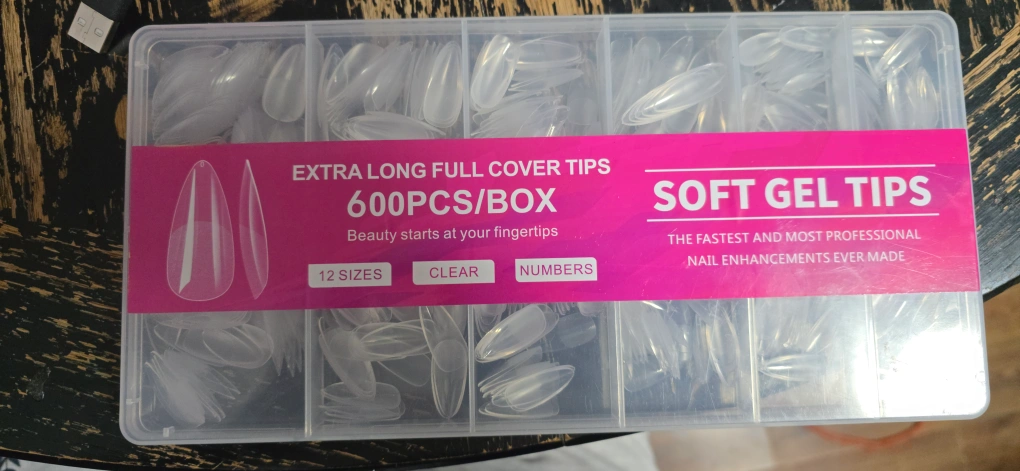 EXTRA LONG FULL COVER TIPS
600PCS/BOX
Beauty starts at your fingertips
12 SIZES
CLEAR
NUMBERS
SOFT GEL TIPS
THE FASTEST AND MOST PROFESSIONAL
NAIL ENHANCEMENTS EVER MADE